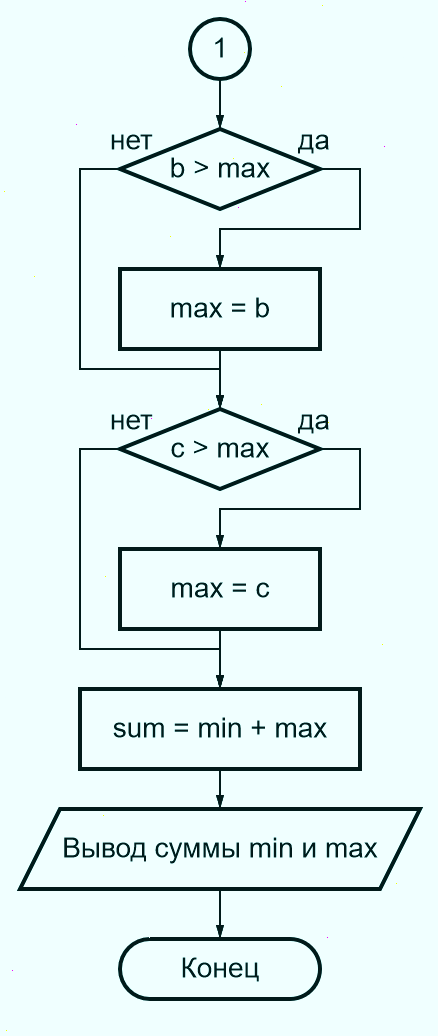 1
нет
да
b > max
max = b
нет
да
c > max
max = c
sum = min + max
Вывод суммы min и max
Конец